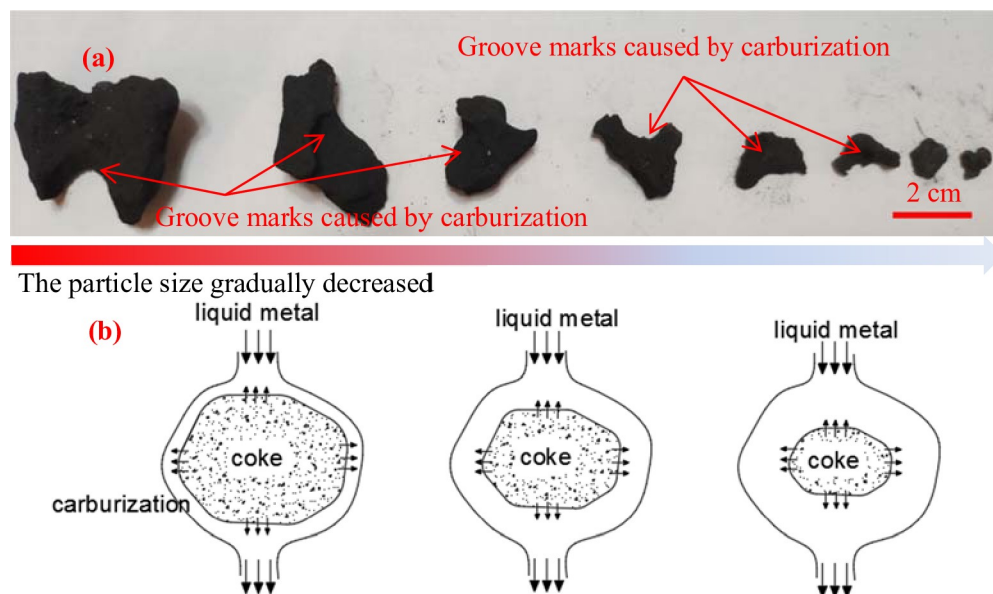 (a)
Groove marks caused by carburization
Groove marks caused by carburization
2 cm
The particle size gradually decreased
(b)
liquid metal
liquid metal
liquid metal
coke
coke
coke
carburization